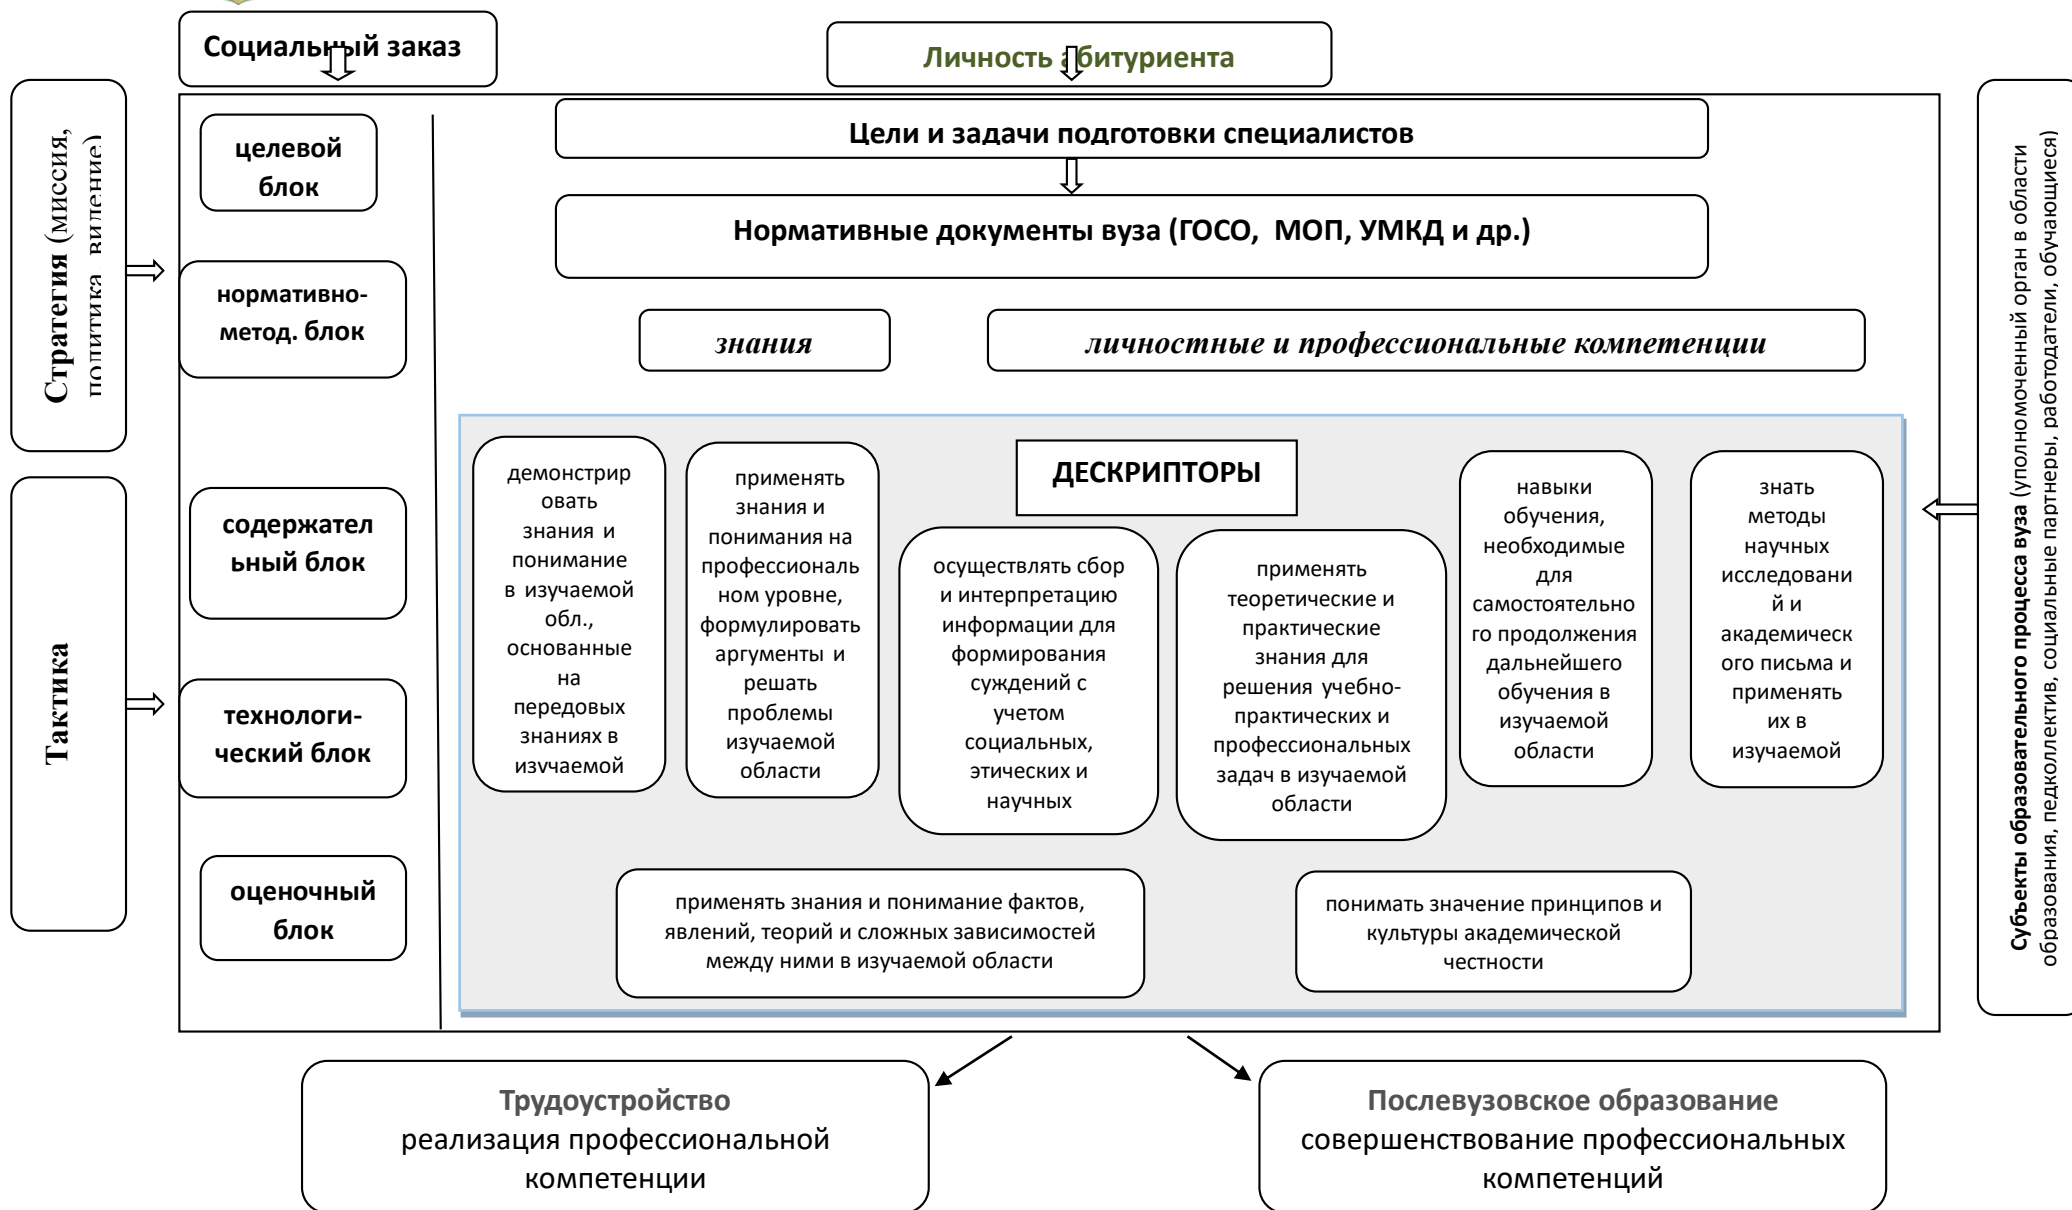 Социальный заказ
Личность абитуриента
Стратегия (миссия,
политика видение)
Тактика
целевой
блок
нормативно-
метод. блок
содержател
ьный блок
технологи-
ческий блок
оценочный
блок
Цели и задачи подготовки специалистов
Нормативные документы вуза (ГОСО, МОП, УМКД и др.)
знания
личностные и профессиональные компетенции
ДЕСКРИПТОРЫ
демонстрир
овать
знания и
понимание
в изучаемой
обл.,
основанные
на
передовых
знаниях в
изучаемой
применять
знания и
понимания на
профессиональ
ном уровне,
формулировать
аргументы и
решать
проблемы
изучаемой
области
осуществлять сбор
и интерпретацию
информации для
формирования
суждений с
учетом
социальных,
этических и
научных
применять
теоретические и
практические
знания для
решения учебно-
практических и
профессиональных
задач в изучаемой
области
навыки
обучения,
необходимые
для
самостоятельно
го продолжения
дальнейшего
обучения в
изучаемой
области
знать
методы
научных
исследовани
й и
академическ
ого письма и
применять
их в
изучаемой
применять знания и понимание фактов,
явлений, теорий и сложных зависимостей
между ними в изучаемой области
понимать значение принципов и
культуры академической
честности
Субъекты образовательного процесса вуза (уполномоченный орган в области
образования, педколлектив, социальные партнеры, работодатели, обучающиеся)
Трудоустройство
реализация профессиональной
компетенции
Послевузовское образование
совершенствование профессиональных
компетенций